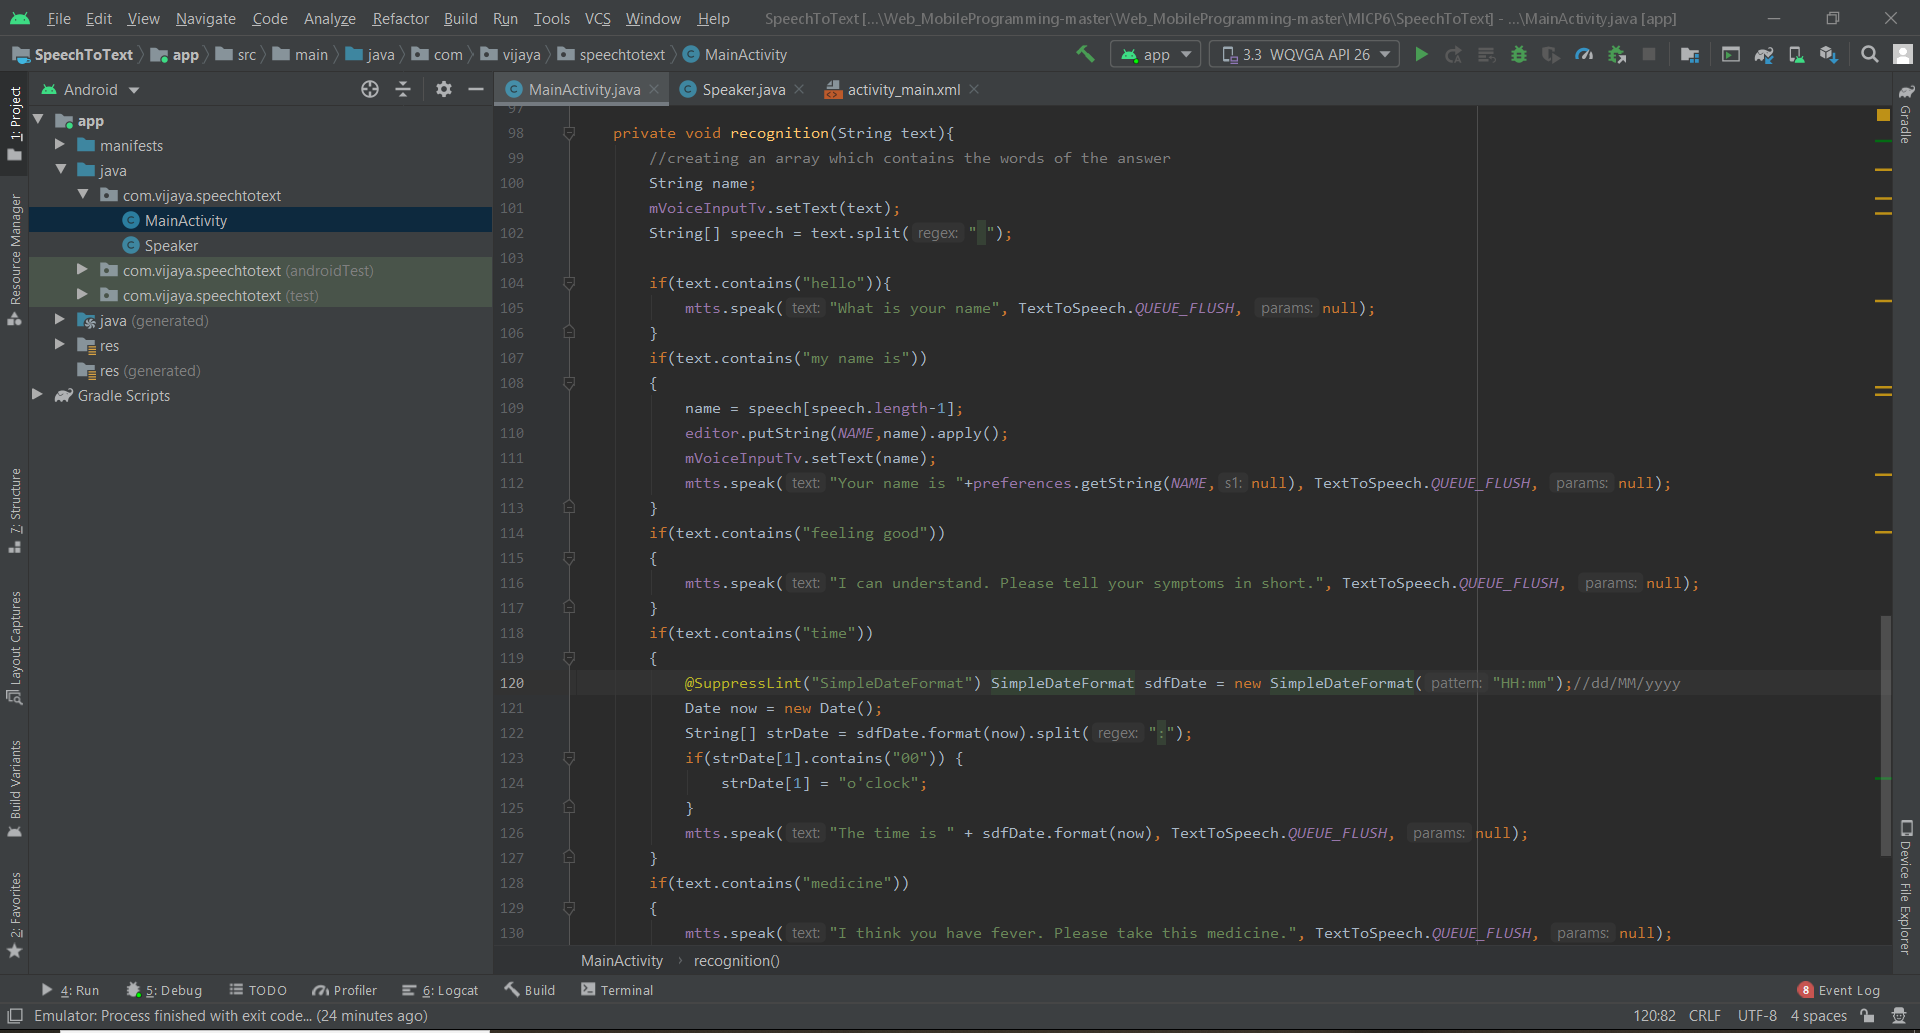 File Edit View Navigate Code Analyze Refactor Build Run Tools VCS Window Help SpeechToText [...\Web_MobileProgramming-master\Web_MobileProgramming-master\MICP6\SpeechToText] - ...\MainActivity.java [app]
SpeechToText app src main java com vijaya speechtotext MainActivity app 3.3 WQVGA API 26
Android
MainActivity.java Speaker.java activity_main.xml
app
manifests
java
com.vijaya.speechtotext
MainActivity
Speaker
com.vijaya.speechtotext (androidTest)
com.vijaya.speechtotext (test)
java (generated)
res
res (generated)
Gradle Scripts
1: Project
Resource Manager
7: Structure
Layout Captures
Build Variants
2: Favorites
97
98 private void recognition(String text){
99 //creating an array which contains the words of the answer
100 String name;
101 mVoiceInputTv.setText(text);
102 String[] speech = text.split( regex: " ");
103
104 if(text.contains("hello")){
105 mtts.speak( text: "What is your name", TextToSpeech.QUEUE_FLUSH, params: null);
106 }
107 if(text.contains("my name is"))
108 {
109 name = speech[speech.length-1];
110 editor.putString(NAME,name).apply();
111 mVoiceInputTv.setText(name);
112 mtts.speak( text: "Your name is "+preferences.getString(NAME, s1: null), TextToSpeech.QUEUE_FLUSH, params: null);
113 }
114 if(text.contains("feeling good"))
115 {
116 mtts.speak( text: "I can understand. Please tell your symptoms in short.", TextToSpeech.QUEUE_FLUSH, params: null);
117 }
118 if(text.contains("time"))
119 {
120 @SuppressLint("SimpleDateFormat") SimpleDateFormat sdfDate = new SimpleDateFormat( pattern: "HH:mm");//dd/MM/yyyy
121 Date now = new Date();
122 String[] strDate = sdfDate.format(now).split( regex: ":");
123 if(strDate[1].contains("00")) {
124 strDate[1] = "o'clock";
125 }
126 mtts.speak( text: "The time is " + sdfDate.format(now), TextToSpeech.QUEUE_FLUSH, params: null);
127 }
128 if(text.contains("medicine"))
129 {
130 mtts.speak( text: "I think you have fever. Please take this medicine.", TextToSpeech.QUEUE_FLUSH, params: null);
Gradle
Device File Explorer
MainActivity › recognition()
4: Run 5: Debug TODO Profiler 6: Logcat Build Terminal 8 Event Log
Emulator: Process finished with exit code... (24 minutes ago) 120:82 CRLF UTF-8 4 spaces